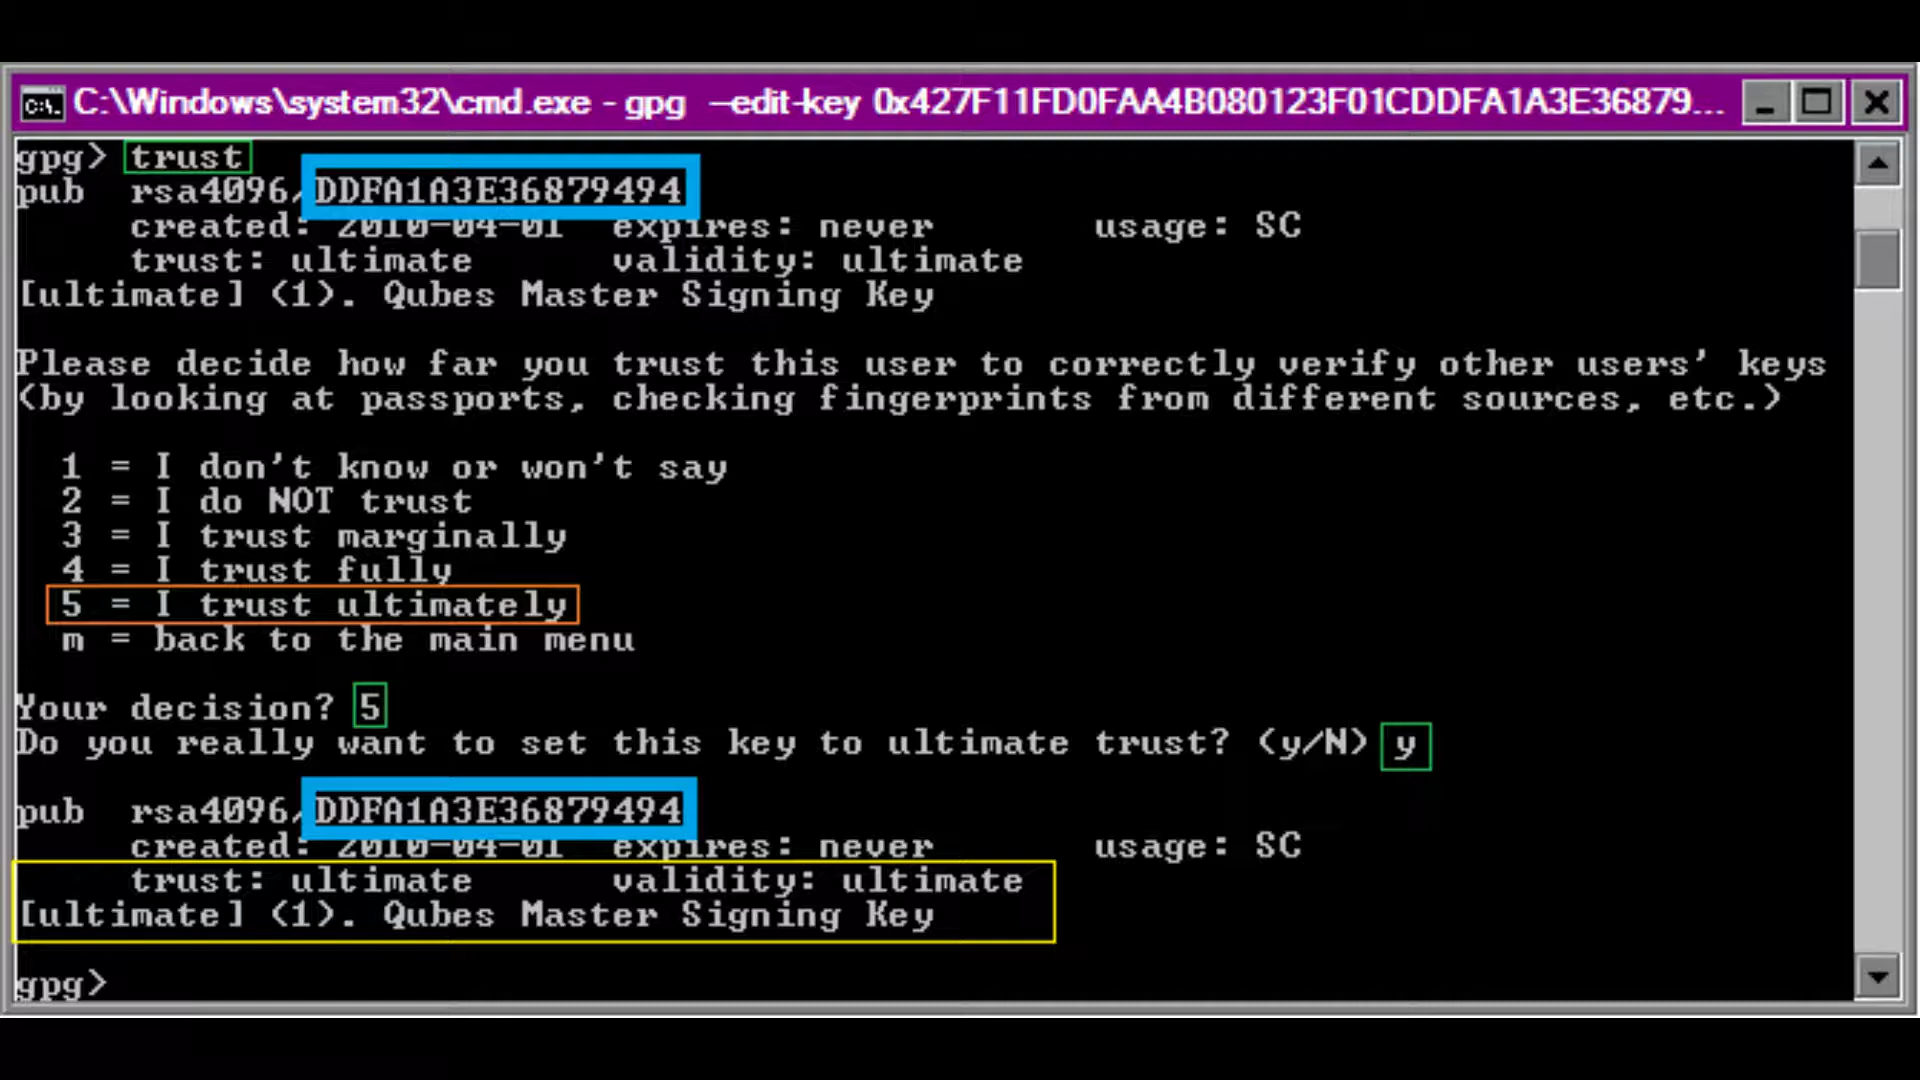 C:\Windows\system32\cmd.exe - gpg --edit-key 0x427F11FD0FAA4B080123F01CDDFA1A3E36879...
gpg> trust
pub rsa4096/DDFA1A3E36879494
created: 2010-04-01 expires: never usage: SC
trust: ultimate validity: ultimate
[ultimate] (1). Qubes Master Signing Key
Please decide how far you trust this user to correctly verify other users' keys
(by looking at passports, checking fingerprints from different sources, etc.)
1 = I don't know or won't say
2 = I do NOT trust
3 = I trust marginally
4 = I trust fully
5 = I trust ultimately
m = back to the main menu
Your decision? 5
Do you really want to set this key to ultimate trust? (y/N) y
pub rsa4096/DDFA1A3E36879494
created: 2010-04-01 expires: never usage: SC
trust: ultimate validity: ultimate
[ultimate] (1). Qubes Master Signing Key
gpg>